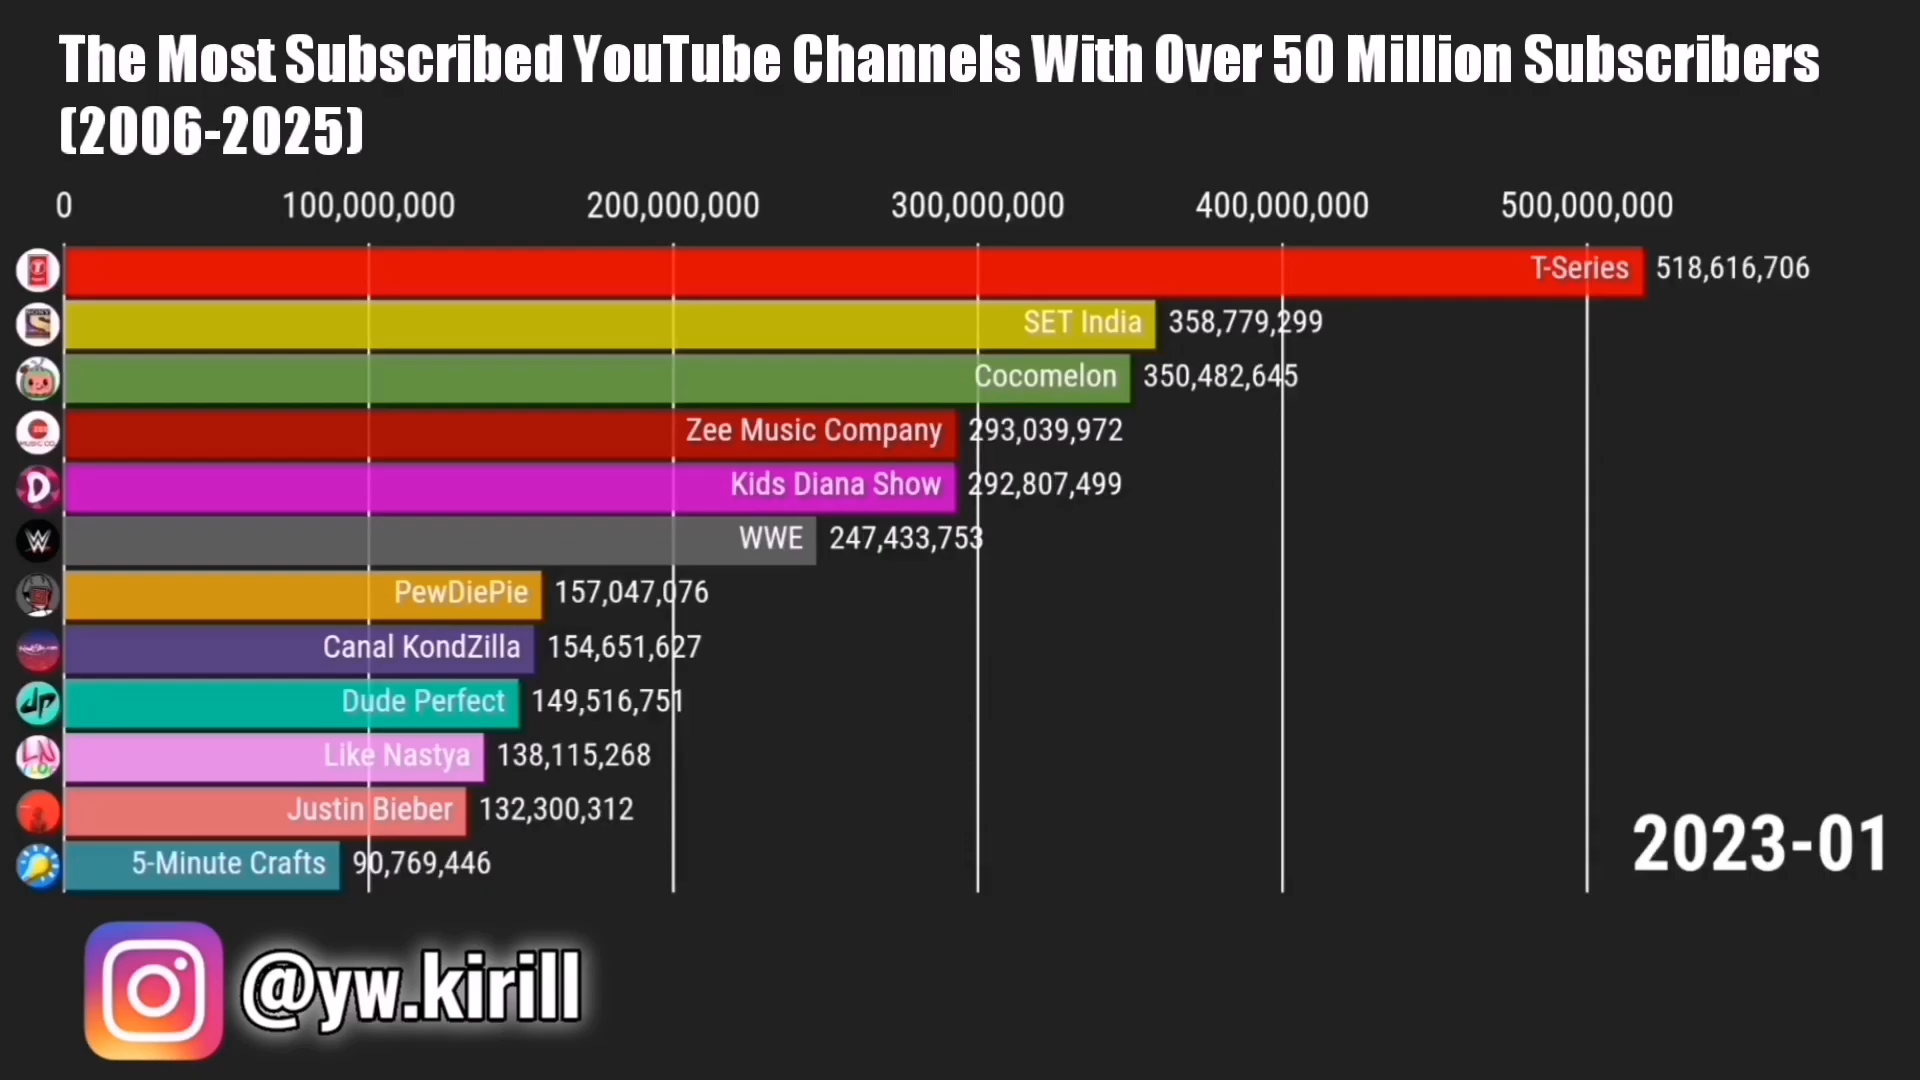 The Most Subscribed YouTube Channels With Over 50 Million Subscribers
(2006-2025)
0 100,000,000 200,000,000 300,000,000 400,000,000 500,000,000
T-Series 518,616,706
SET India 358,779,299
Cocomelon 350,482,645
Zee Music Company 293,039,972
D Kids Diana Show 292,807,499
W WWE 247,433,753
PewDiePie 157,047,076
Canal KondZilla 154,651,627
dp Dude Perfect 149,516,751
Like Nastya 138,115,268
Justin Bieber 132,300,312
5-Minute Crafts 90,769,446
2023-01
@yw.kirill